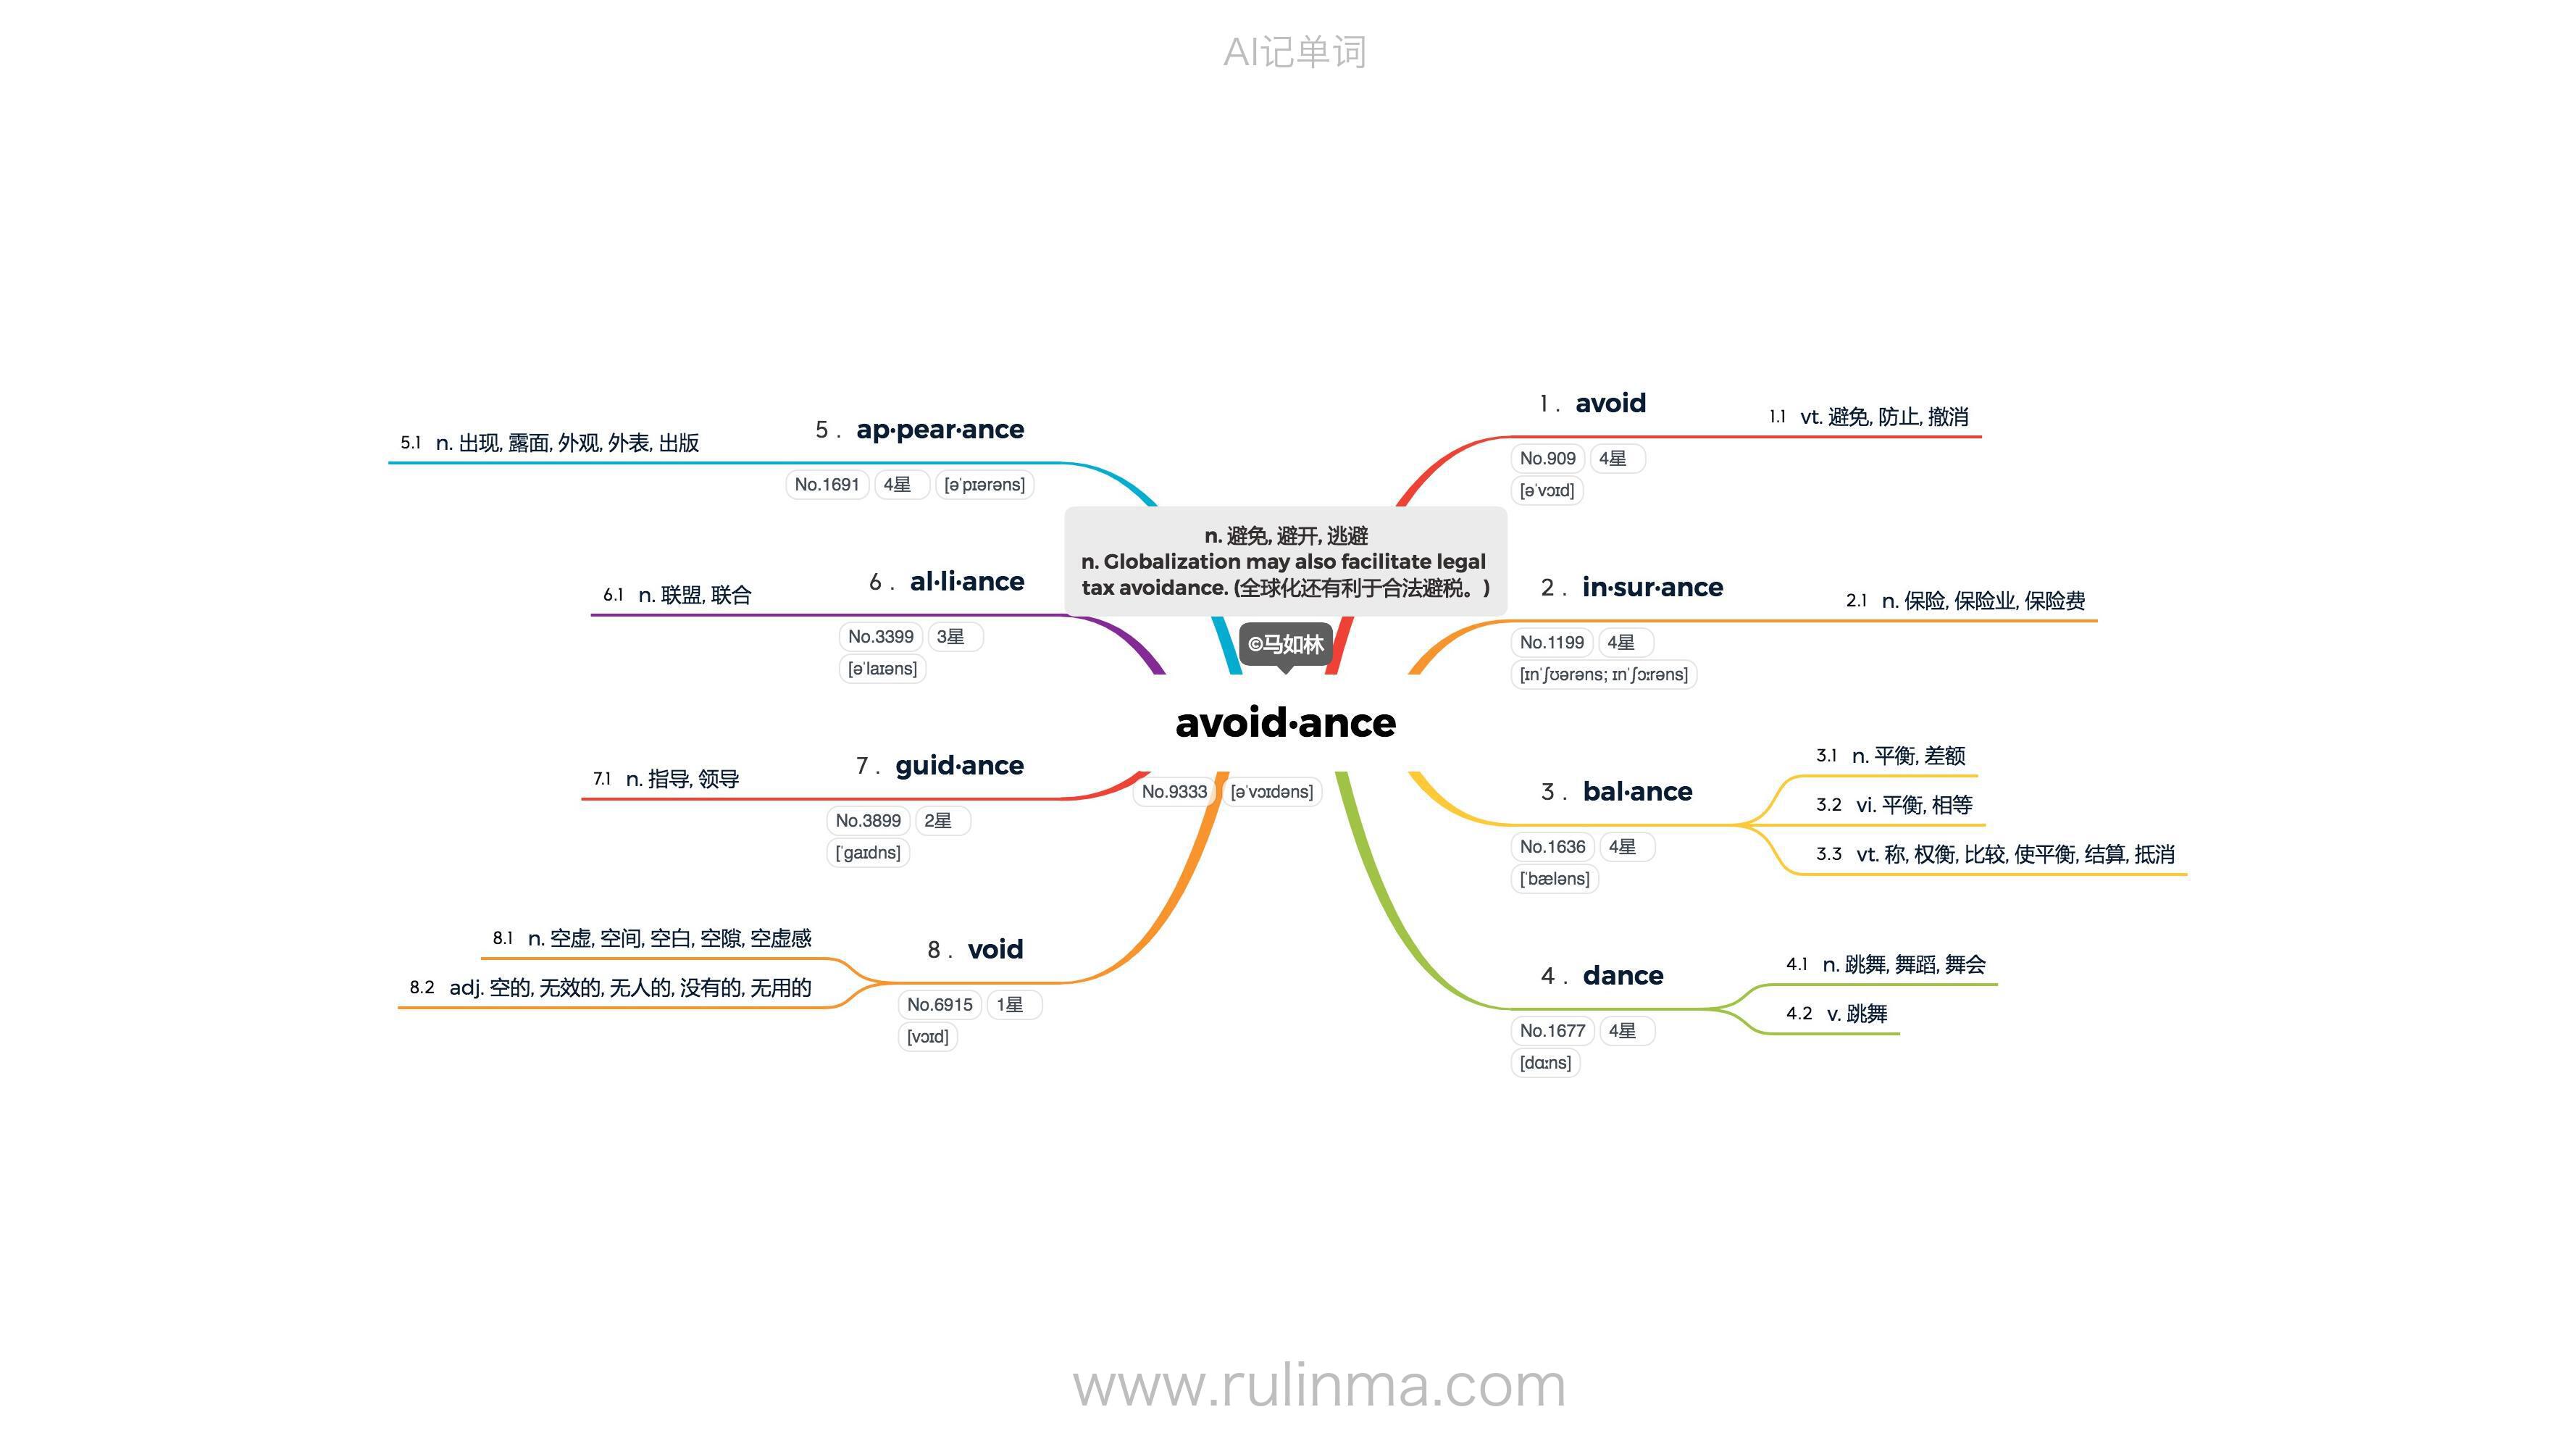 AI记单词
n. 避免, 避开, 逃避
n. Globalization may also facilitate legal
tax avoidance. (全球化还有利于合法避税。)
©马如林
avoid·ance
No.9333 [əˈvɔɪdəns]
1. avoid
No.909 4星
[əˈvɔɪd]
1.1 vt. 避免, 防止, 撤消
2. in·sur·ance
No.1199 4星
[ɪnˈʃʊərəns; ɪnˈʃɔːrəns]
2.1 n. 保险, 保险业, 保险费
3. bal·ance
No.1636 4星
[ˈbæləns]
3.1 n. 平衡, 差额
3.2 vi. 平衡, 相等
3.3 vt. 称, 权衡, 比较, 使平衡, 结算, 抵消
4. dance
No.1677 4星
[dɑːns]
4.1 n. 跳舞, 舞蹈, 舞会
4.2 v. 跳舞
5. ap·pear·ance
No.1691 4星 [əˈpɪərəns]
5.1 n. 出现, 露面, 外观, 外表, 出版
6. al·li·ance
No.3399 3星
[əˈlaɪəns]
6.1 n. 联盟, 联合
7. guid·ance
No.3899 2星
[ˈɡaɪdns]
7.1 n. 指导, 领导
8. void
No.6915 1星
[vɔɪd]
8.1 n. 空虚, 空间, 空白, 空隙, 空虚感
8.2 adj. 空的, 无效的, 无人的, 没有的, 无用的
www.rulinma.com